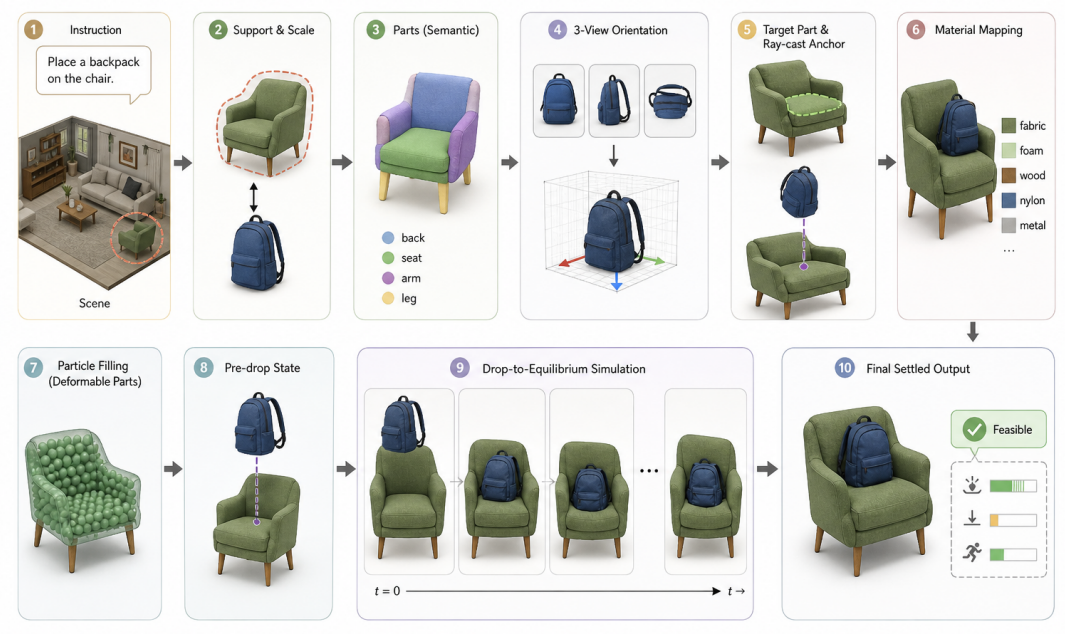 1 Instruction
Place a backpack
on the chair.
Scene
2 Support & Scale
3 Parts (Semantic)
back
seat
arm
leg
4 3-View Orientation
5 Target Part &
Ray-cast Anchor
6 Material Mapping
fabric
foam
wood
nylon
metal
...
7 Particle Filling
(Deformable Parts)
8 Pre-drop State
9 Drop-to-Equilibrium Simulation
...
t = 0
t →
10 Final Settled Output
Feasible